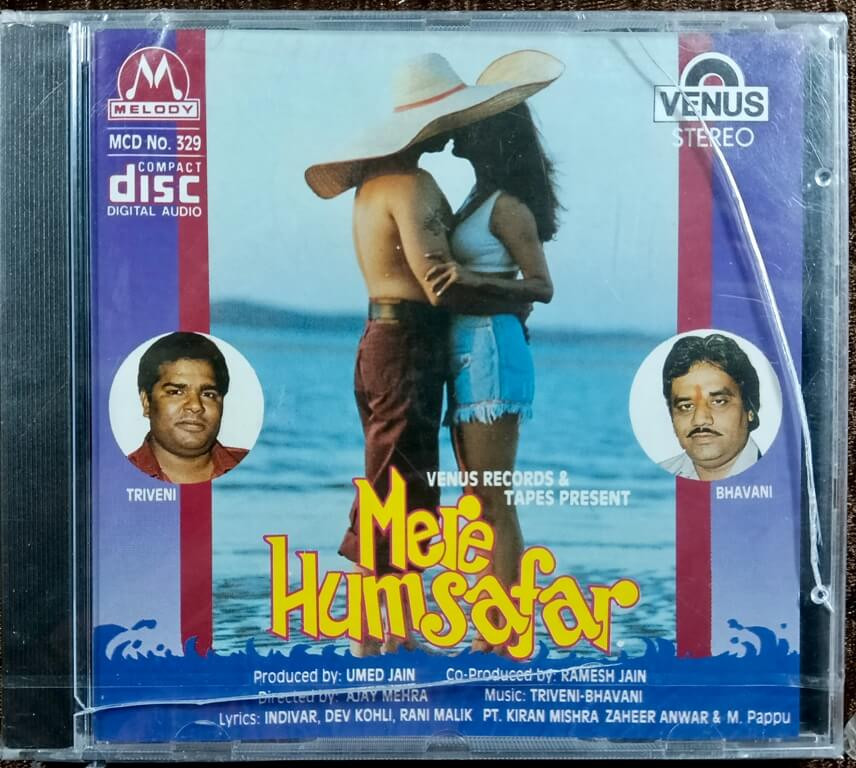 MELODY
MCD No. 329
COMPACT
disc
DIGITAL AUDIO
VENUS
STEREO
TRIVENI
BHAVANI
VENUS RECORDS &
TAPES PRESENT
Mere
Humsafar
Produced by: UMED JAIN Co-Produced by: RAMESH JAIN
Directed by: AJAY MEHRA Music: TRIVENI-BHAVANI
Lyrics: INDIVAR, DEV KOHLI, RANI MALIK PT. KIRAN MISHRA ZAHEER ANWAR & M. Pappu